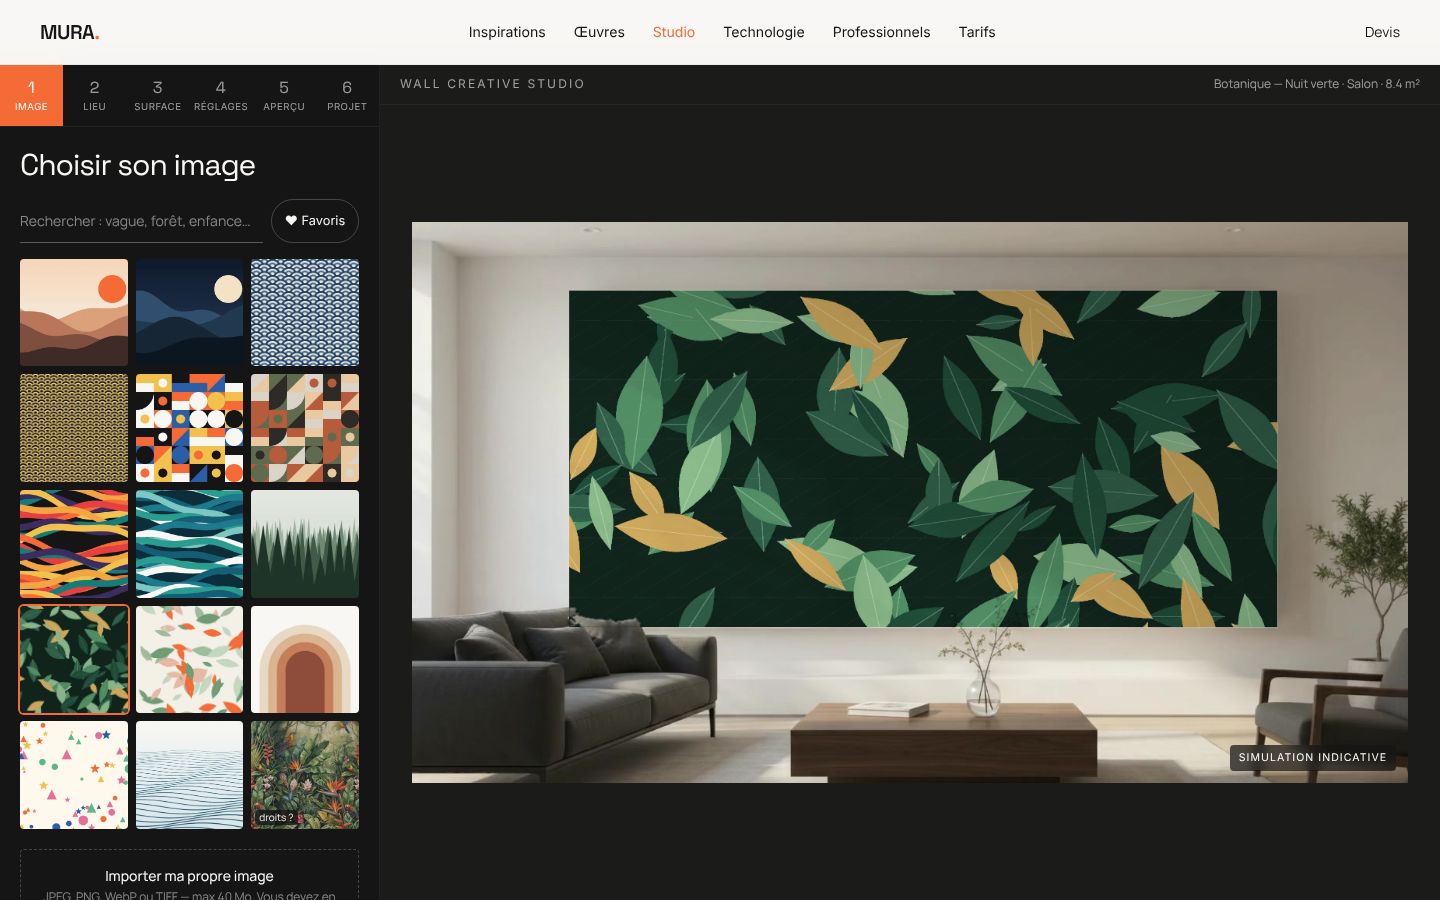 MURA.
Inspirations
Œuvres
Studio
Technologie
Professionnels
Tarifs
Devis
1
IMAGE
2
LIEU
3
SURFACE
4
RÉGLAGES
5
APERÇU
6
PROJET
WALL CREATIVE STUDIO
Botanique — Nuit verte · Salon · 8.4 m²
Choisir son image
Rechercher : vague, forêt, enfance…
♥ Favoris
droits ?
Importer ma propre image
JPEG, PNG, WebP ou TIFF — max 40 Mo. Vous devez en
SIMULATION INDICATIVE